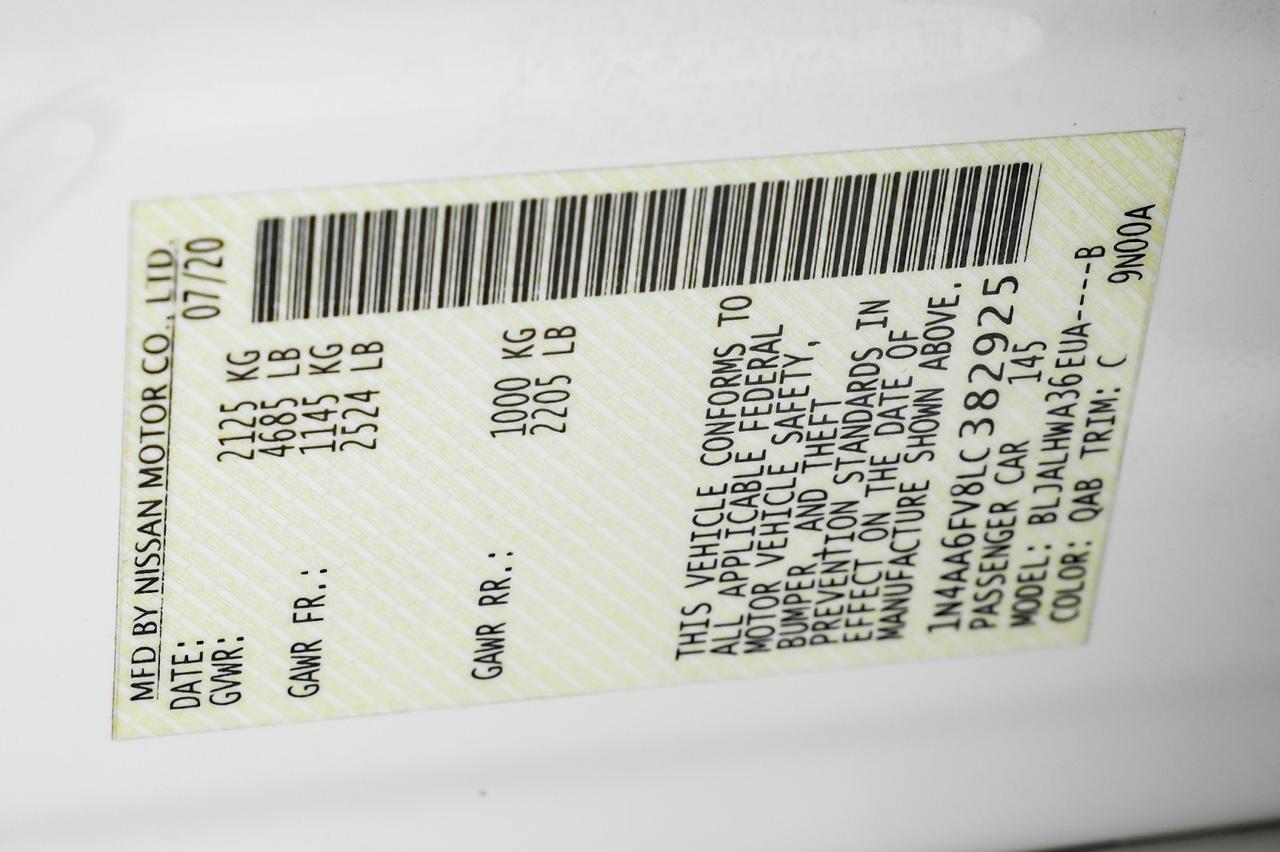 MFD BY NISSAN MOTOR CO., LTD.
DATE: 07/20
GVWR: 2125 KG
4685 LB
GAWR FR.: 1145 KG
2524 LB
GAWR RR.: 1000 KG
2205 LB
THIS VEHICLE CONFORMS TO
ALL APPLICABLE FEDERAL
MOTOR VEHICLE SAFETY,
BUMPER, AND THEFT
PREVENTION STANDARDS IN
EFFECT ON THE DATE OF
MANUFACTURE SHOWN ABOVE.
1N4AA6FV8LC382925
PASSENGER CAR 145
MODEL: BLJALHWA36EUA----B
COLOR: QAB TRIM: C
9N00A